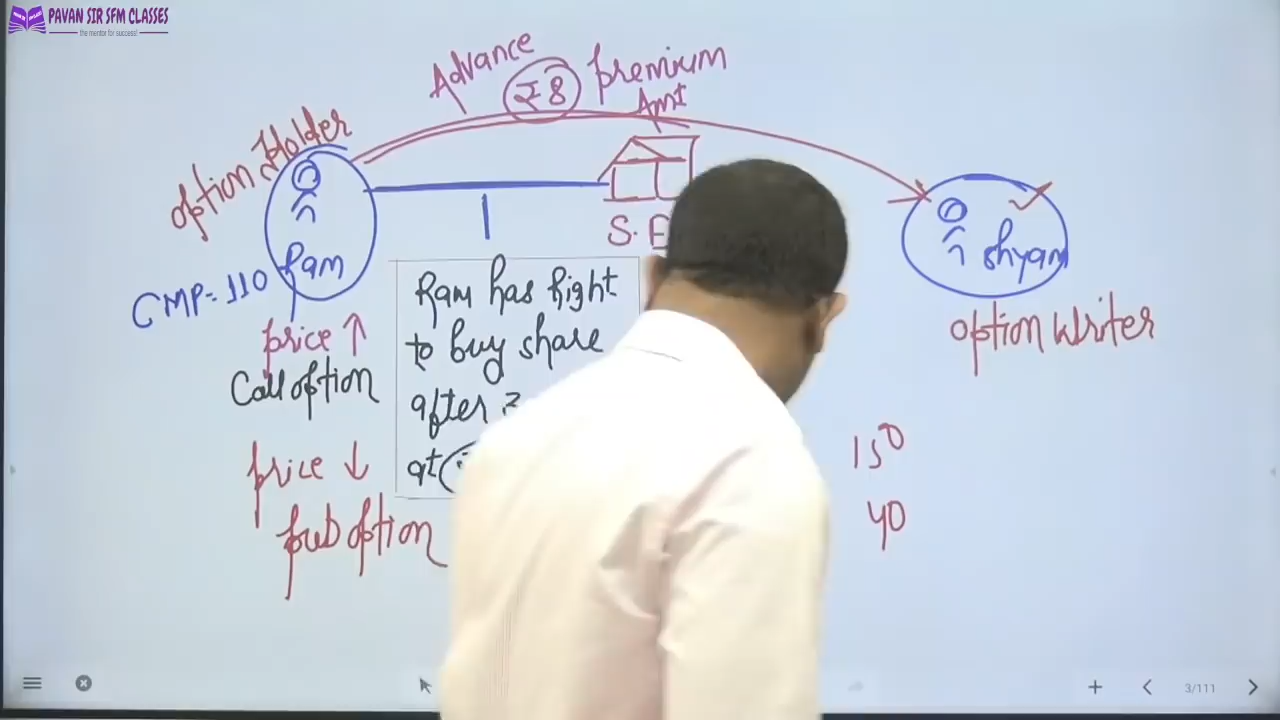 PAVAN SIR SFM CLASSES
the mentor for success!
Advance
₹8
premium
Amt
option Holder
S.E
Ram
shyam
CMP=110
option writer
price ↑
Call option
Ram has Right
to buy share
after
at
150
40
price ↓
put option
3/111